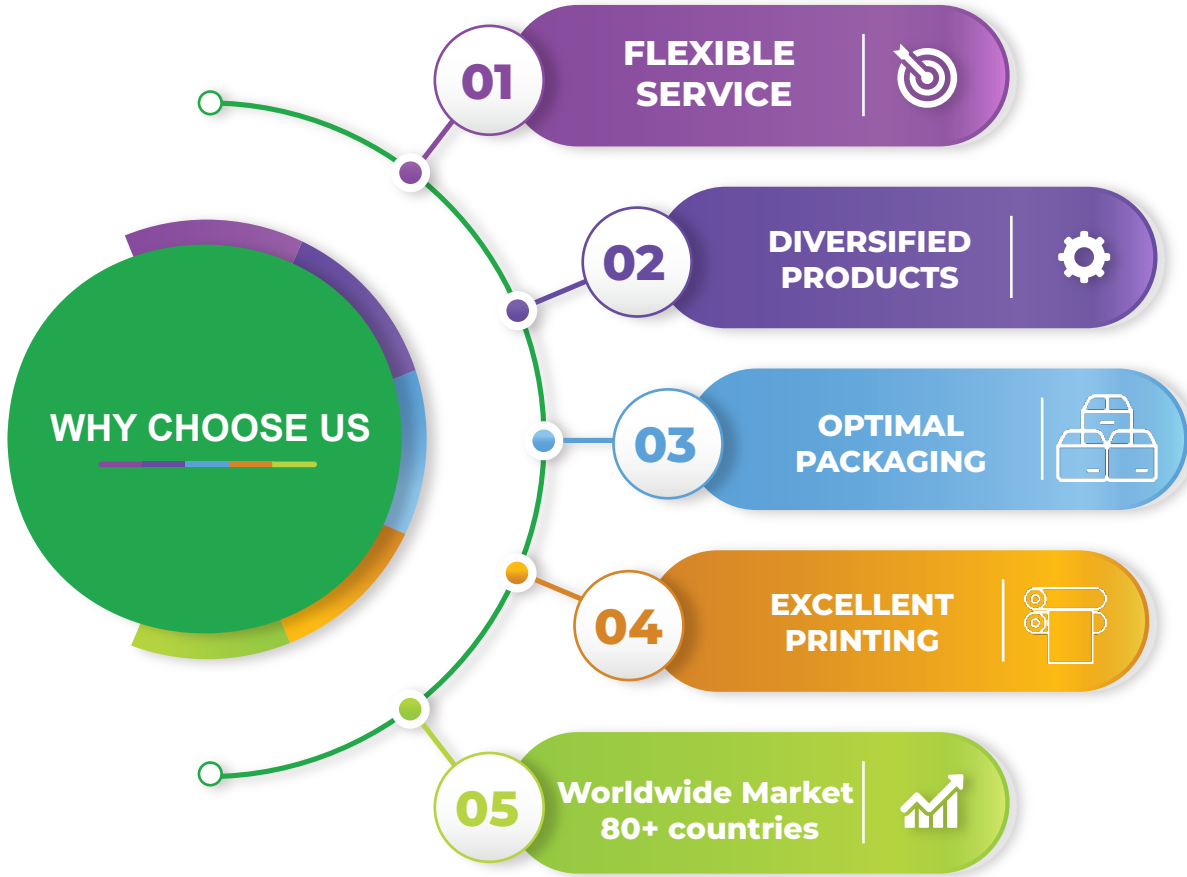 01
FLEXIBLE
SERVICE
02
DIVERSIFIED
PRODUCTS
WHY CHOOSE US
03
OPTIMAL
PACKAGING
04
EXCELLENT
PRINTING
05
Worldwide Market
80+ countries